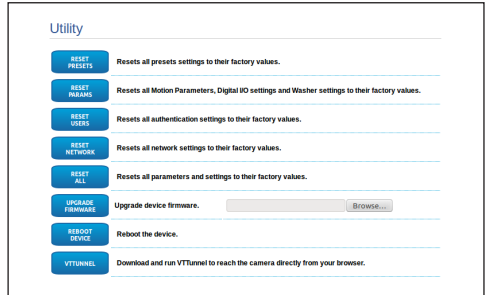 Utility
RESET
PRESETS
Resets all presets settings to their factory values.
RESET
PARAMS
Resets all Motion Parameters, Digital I/O settings and Washer settings to their factory values.
RESET
USERS
Resets all authentication settings to their factory values.
RESET
NETWORK
Resets all network settings to their factory values.
RESET
ALL
Resets all parameters and settings to their factory values.
UPGRADE
FIRMWARE
Upgrade device firmware.
Browse...
REBOOT
DEVICE
Reboot the device.
VTTUNNEL
Download and run VTTunnel to reach the camera directly from your browser.